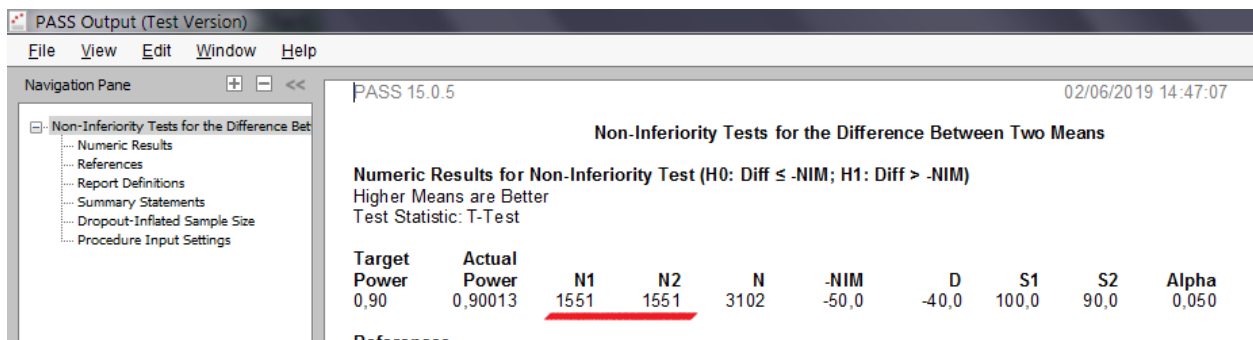 PASS Output (Test Version)
File View Edit Window Help
Navigation Pane + − <<
Non-Inferiority Tests for the Difference Bet
Numeric Results
References
Report Definitions
Summary Statements
Dropout-Inflated Sample Size
Procedure Input Settings
PASS 15.0.5 02/06/2019 14:47:07
Non-Inferiority Tests for the Difference Between Two Means
Numeric Results for Non-Inferiority Test (H0: Diff ≤ -NIM; H1: Diff > -NIM)
Higher Means are Better
Test Statistic: T-Test
Target Actual
Power Power N1 N2 N -NIM D S1 S2 Alpha
0,90 0,90013 1551 1551 3102 -50,0 -40,0 100,0 90,0 0,050